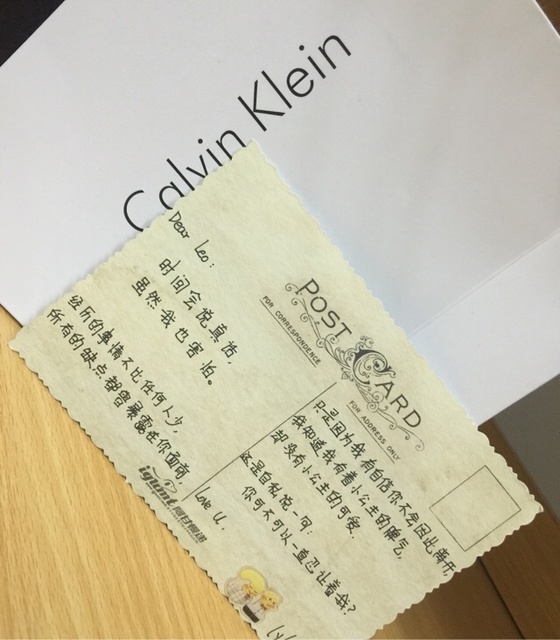 Calvin Klein
POST CARD
FOR CORRESPONDENCE
FOR ADDRESS ONLY
Dear Leo:
时间会说真话,
虽然我也害怕。
经历的事情不比任何人少,
所有的缺点都曾暴露在你面前
只是因为我有自信你不会因此离开,
我知道我有着小公主的脾气,
却没有小公主的可爱.
这是自私说一句:
你可不可以一直忍让着我?
Love U.